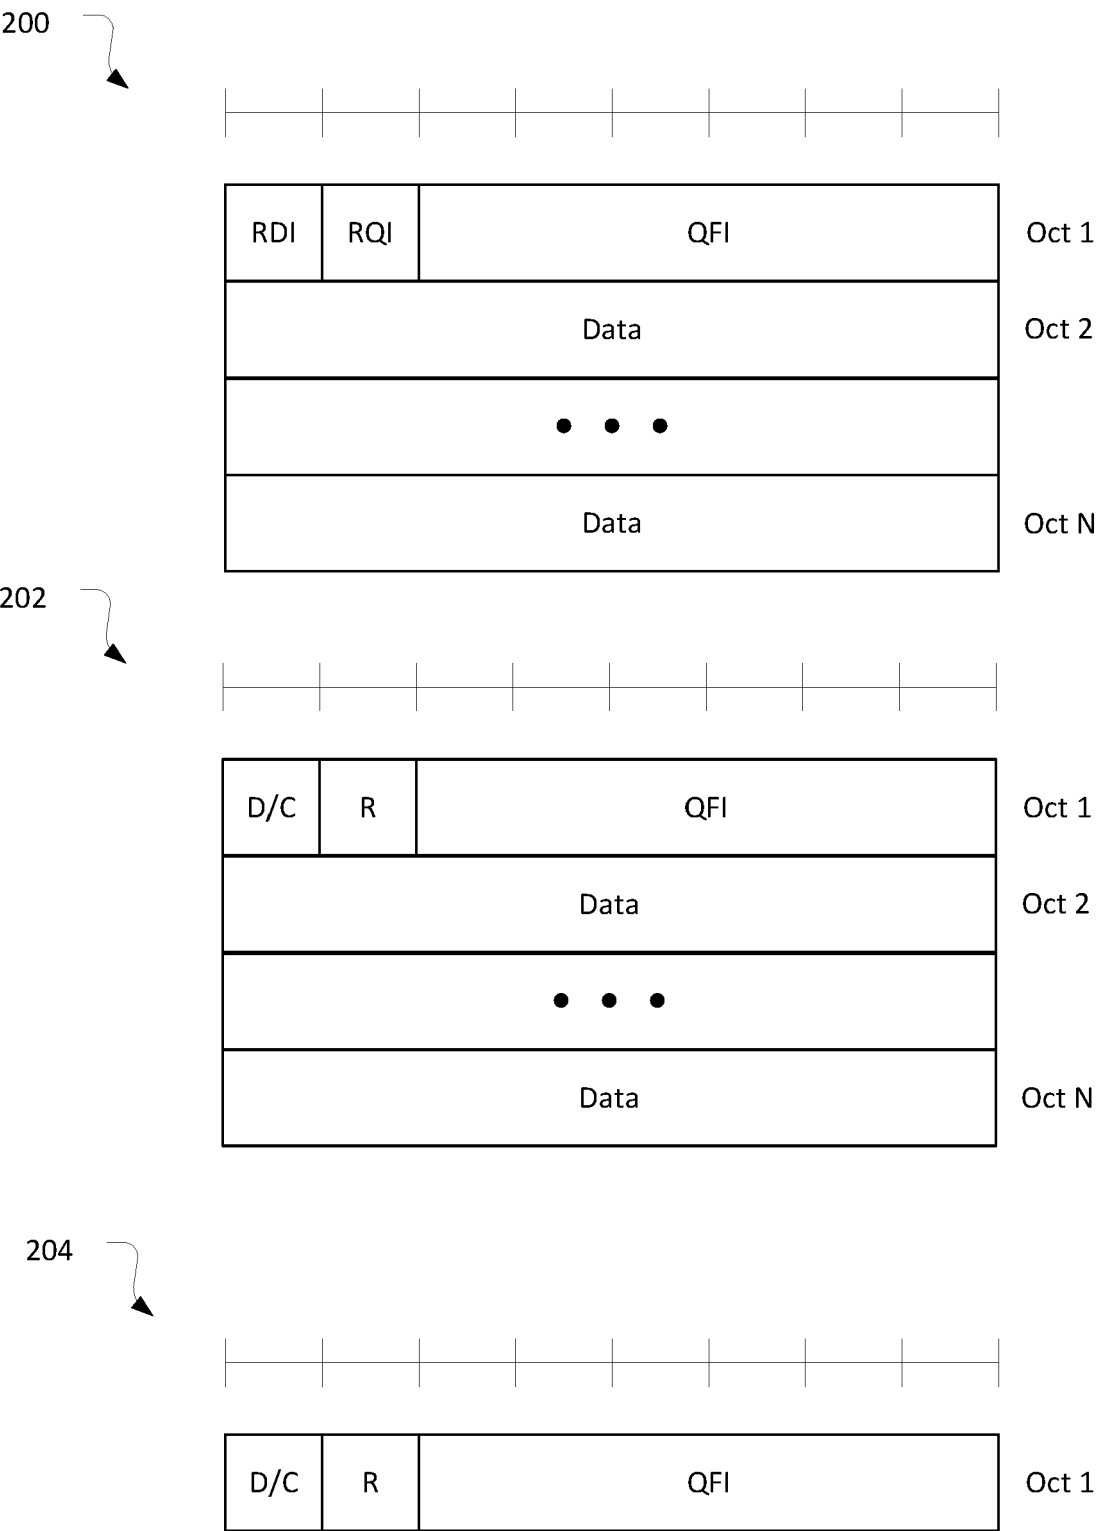 200
RDI RQI QFI Oct 1
Data Oct 2
Data Oct N
202
D/C R QFI Oct 1
Data Oct 2
Data Oct N
204
D/C R QFI Oct 1